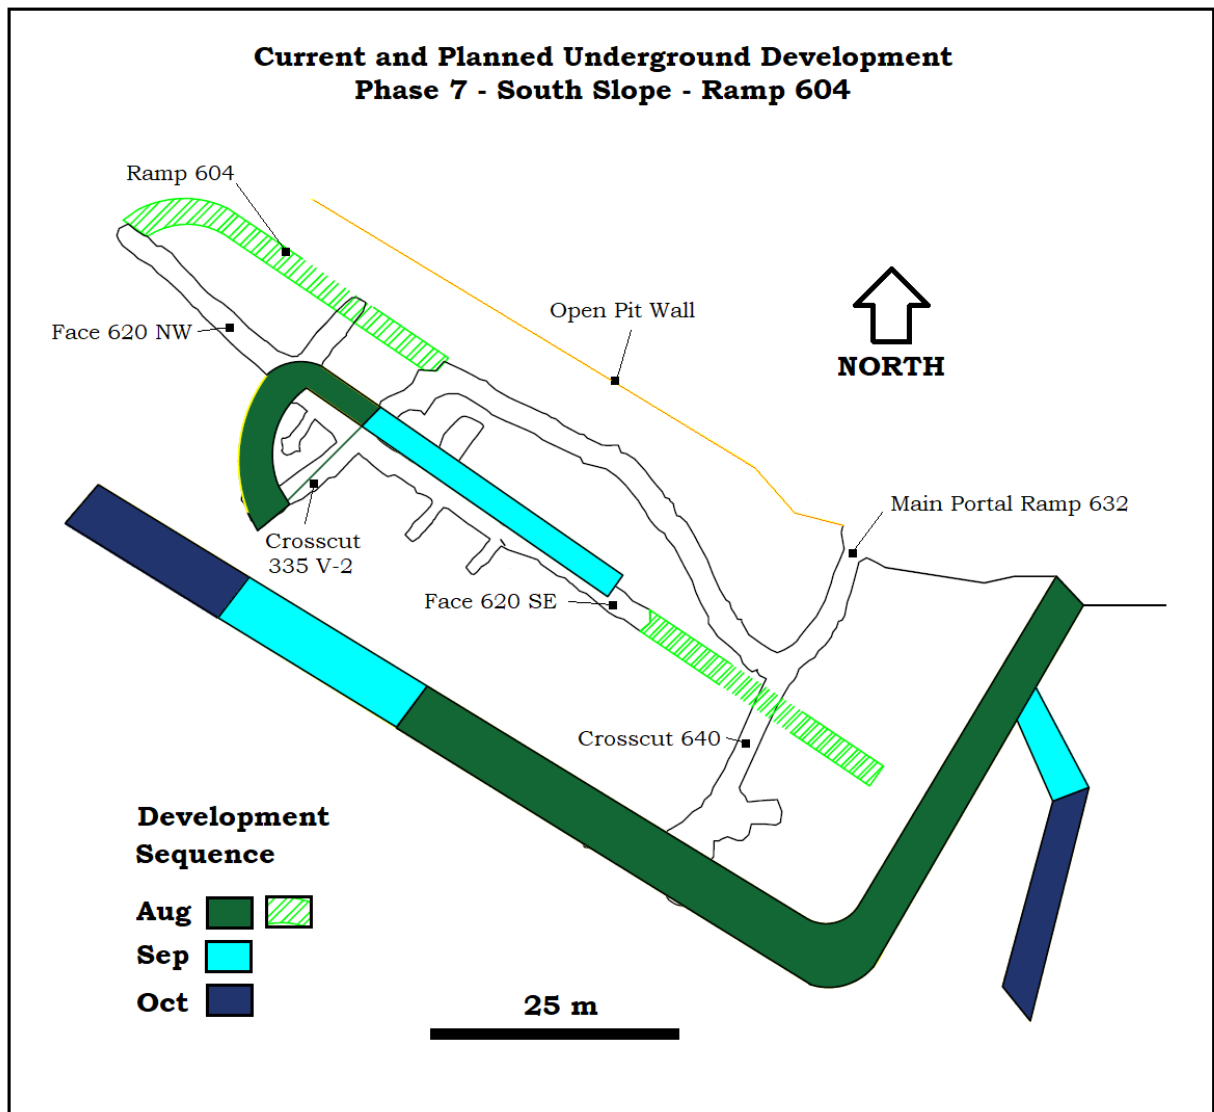 Current and Planned Underground Development
Phase 7 - South Slope - Ramp 604
Ramp 604
Open Pit Wall
Face 620 NW
NORTH
Main Portal Ramp 632
Crosscut
335 V-2
Face 620 SE
Crosscut 640
Development
Sequence
Aug
Sep
Oct
25 m